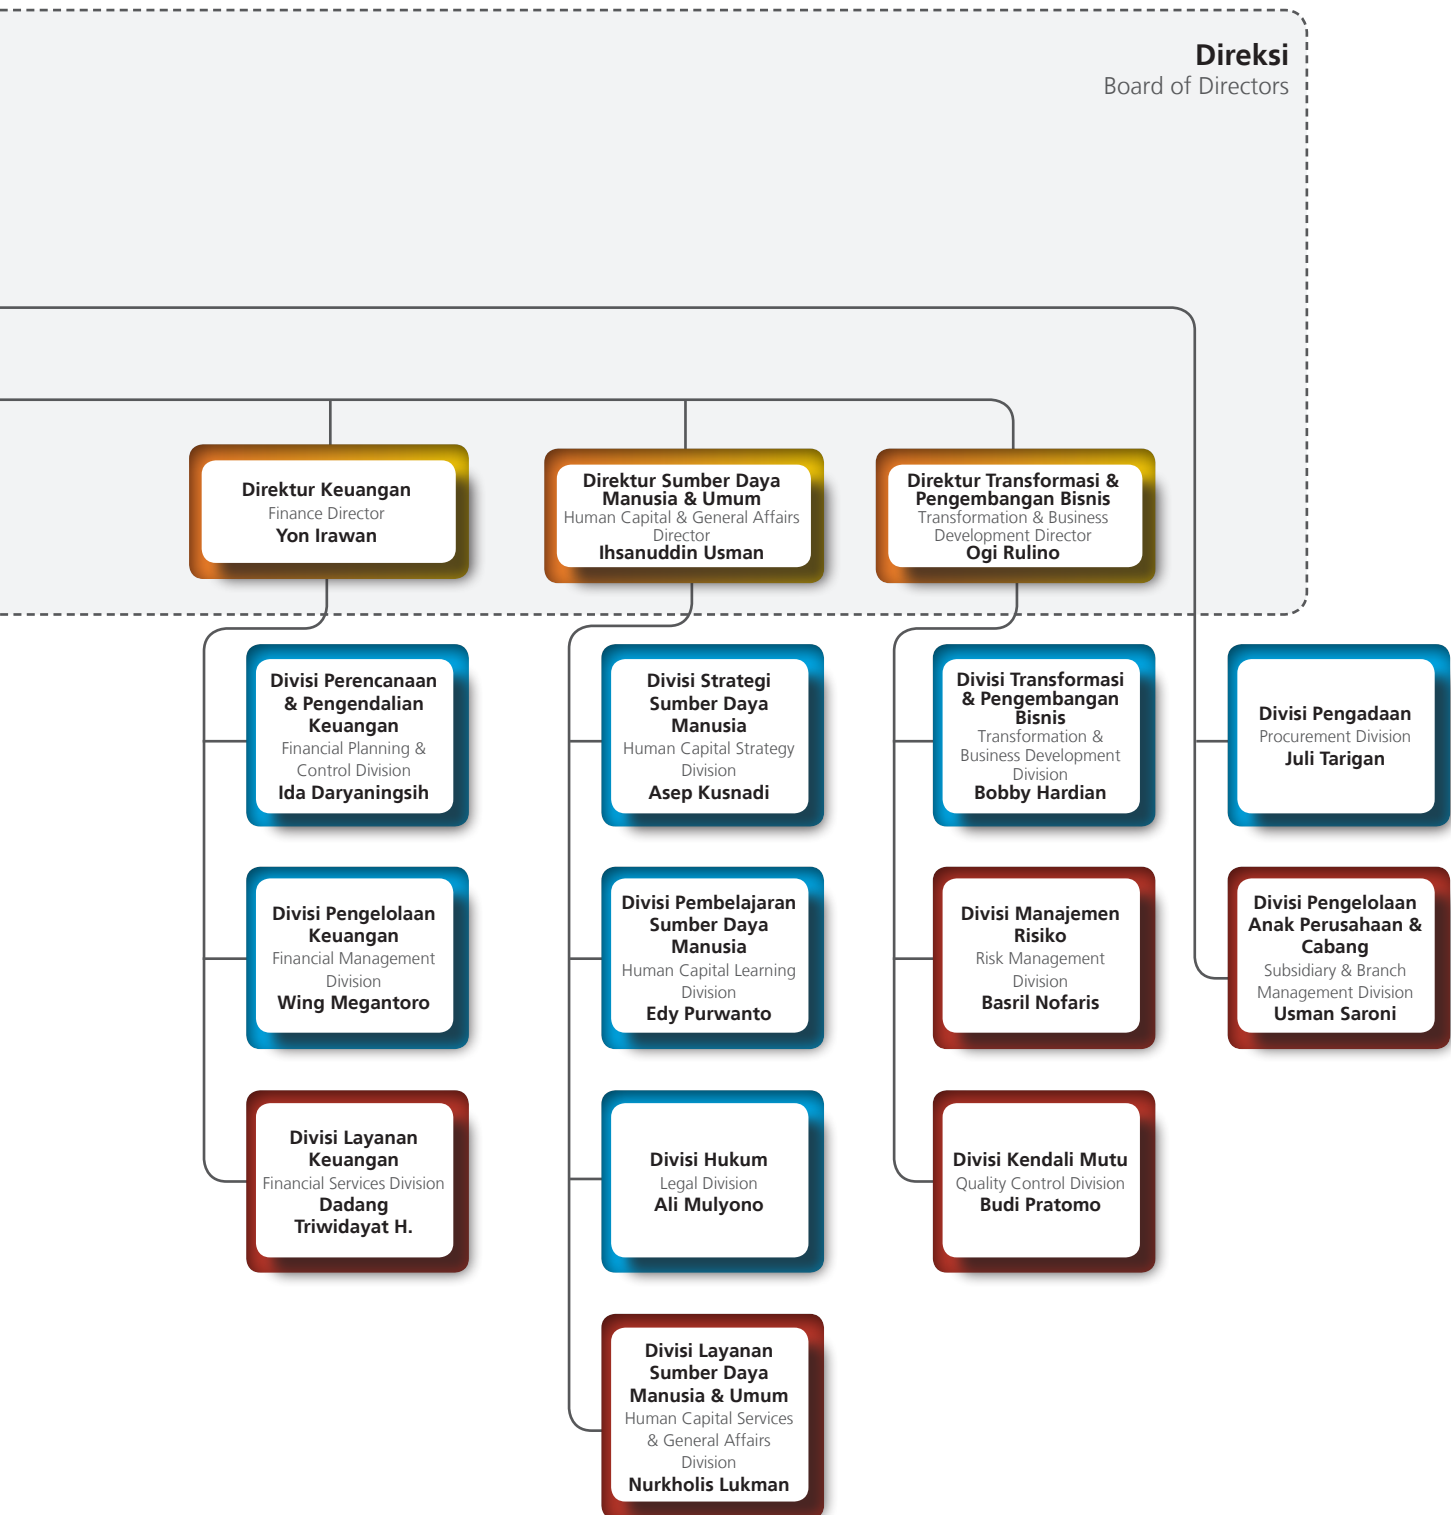 Direksi
Board of Directors
Direktur Keuangan
Finance Director
Yon Irawan
Direktur Sumber Daya
Manusia & Umum
Human Capital & General Affairs
Director
Ihsanuddin Usman
Direktur Transformasi &
Pengembangan Bisnis
Transformation & Business
Development Director
Ogi Rulino
Divisi Perencanaan
& Pengendalian
Keuangan
Financial Planning &
Control Division
Ida Daryaningsih
Divisi Strategi
Sumber Daya
Manusia
Human Capital Strategy
Division
Asep Kusnadi
Divisi Transformasi
& Pengembangan
Bisnis
Transformation &
Business Development
Division
Bobby Hardian
Divisi Pengadaan
Procurement Division
Juli Tarigan
Divisi Pengelolaan
Keuangan
Financial Management
Division
Wing Megantoro
Divisi Pembelajaran
Sumber Daya
Manusia
Human Capital Learning
Division
Edy Purwanto
Divisi Manajemen
Risiko
Risk Management
Division
Basril Nofaris
Divisi Pengelolaan
Anak Perusahaan &
Cabang
Subsidiary & Branch
Management Division
Usman Saroni
Divisi Layanan
Keuangan
Financial Services Division
Dadang
Triwidayat H.
Divisi Hukum
Legal Division
Ali Mulyono
Divisi Kendali Mutu
Quality Control Division
Budi Pratomo
Divisi Layanan
Sumber Daya
Manusia & Umum
Human Capital Services
& General Affairs
Division
Nurkholis Lukman